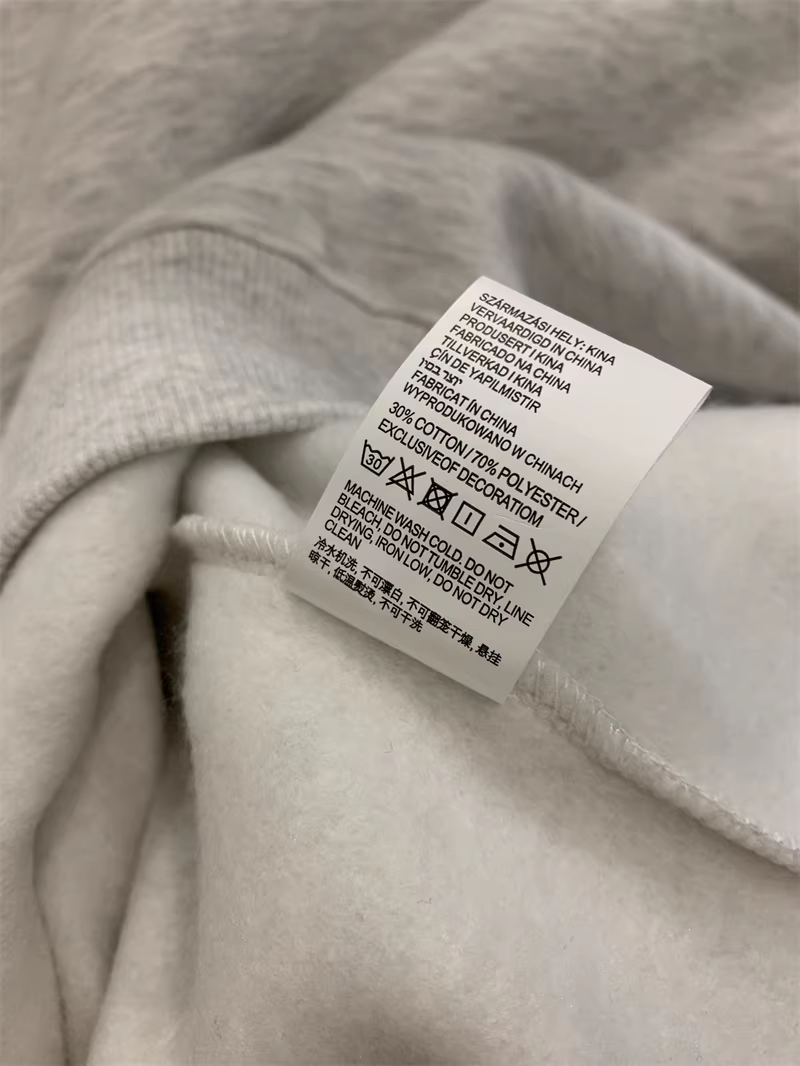 SZÁRMAZÁSI HELY: KINA
VERVAARDIGD IN CHINA
PRODUSERT I KINA
FABRICADO NA CHINA
TILLVERKAD I KINA
ÇİN DE YAPILMISTIR
FABRICAT ÎN CHINA
WYPRODUKOWANO W CHINACH
30% COTTON / 70% POLYESTER /
EXCLUSIVEOF DECORATIOM
30
MACHINE WASH COLD, DO NOT
BLEACH, DO NOT TUMBLE DRY, LINE
DRYING, IRON LOW, DO NOT DRY
CLEAN
冷水机洗, 不可漂白, 不可翻笼干燥, 悬挂
晾干, 低温熨烫, 不可干洗